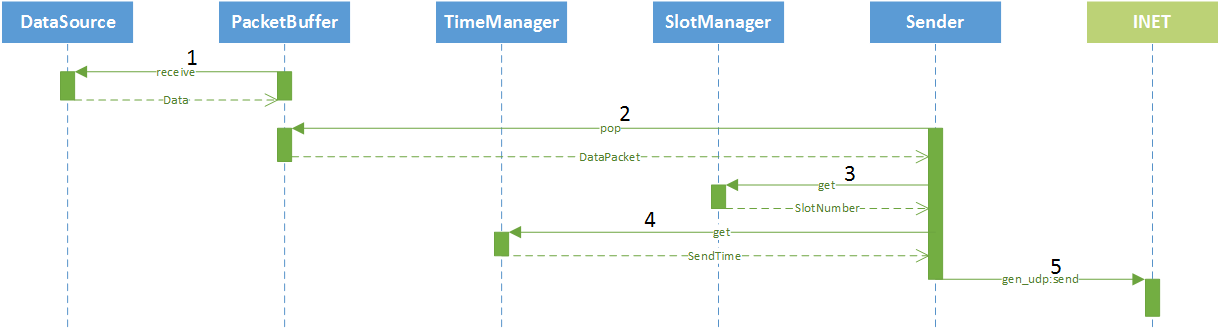 DataSource
PacketBuffer
TimeManager
SlotManager
Sender
INET
1
receive
Data
2
pop
DataPacket
3
get
SlotNumber
4
get
SendTime
5
gen_udp:send